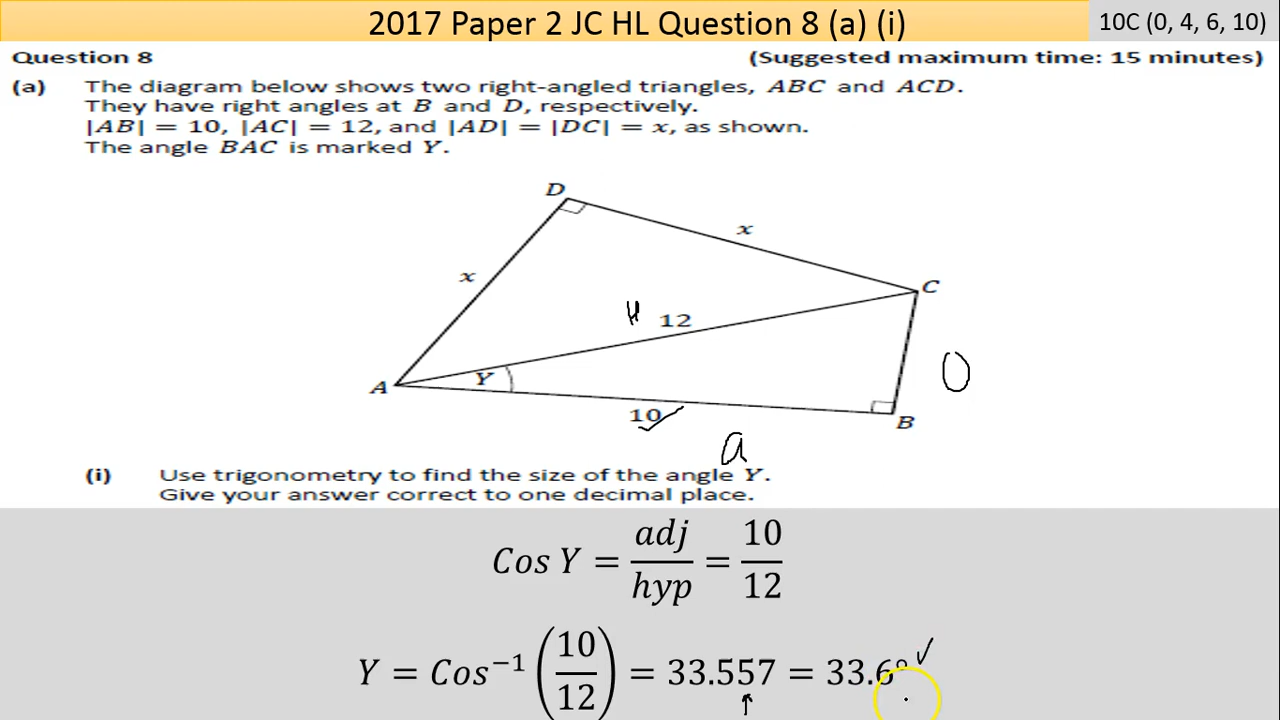 2017 Paper 2 JC HL Question 8 (a) (i)
10C (0, 4, 6, 10)
Question 8
(Suggested maximum time: 15 minutes)
(a) The diagram below shows two right-angled triangles, ABC and ACD.
They have right angles at B and D, respectively.
|AB| = 10, |AC| = 12, and |AD| = |DC| = x, as shown.
The angle BAC is marked Y.
D
x
x
C
H 12
Y
A
O
10
B
a
(i) Use trigonometry to find the size of the angle Y.
Give your answer correct to one decimal place.
Cos Y = adj/hyp = 10/12
Y = Cos⁻¹(10/12) = 33.557 = 33.6°